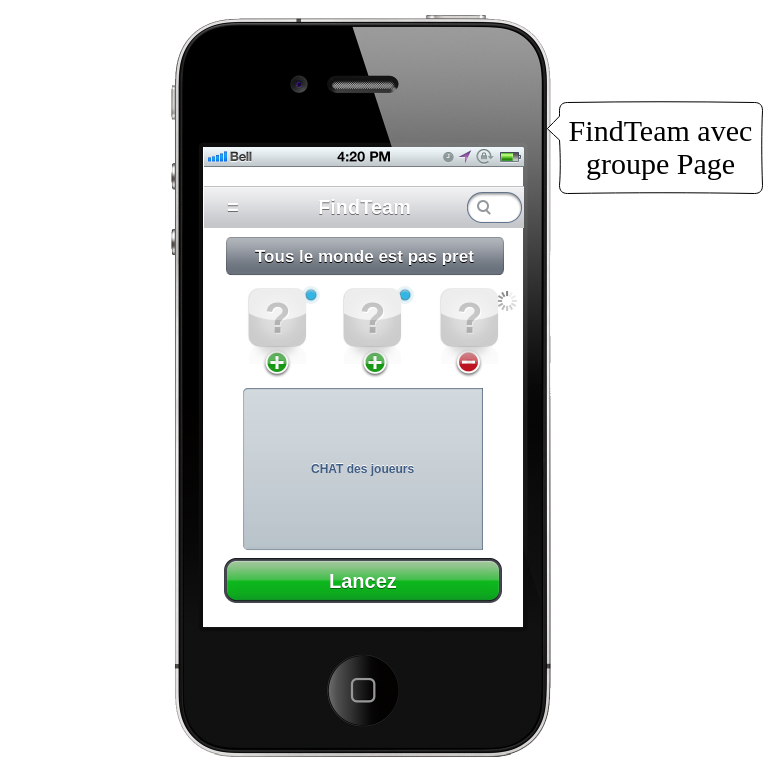 Bell 4:20 PM
FindTeam avec
groupe Page
= FindTeam
Tous le monde est pas pret
? ? ?
CHAT des joueurs
Lancez